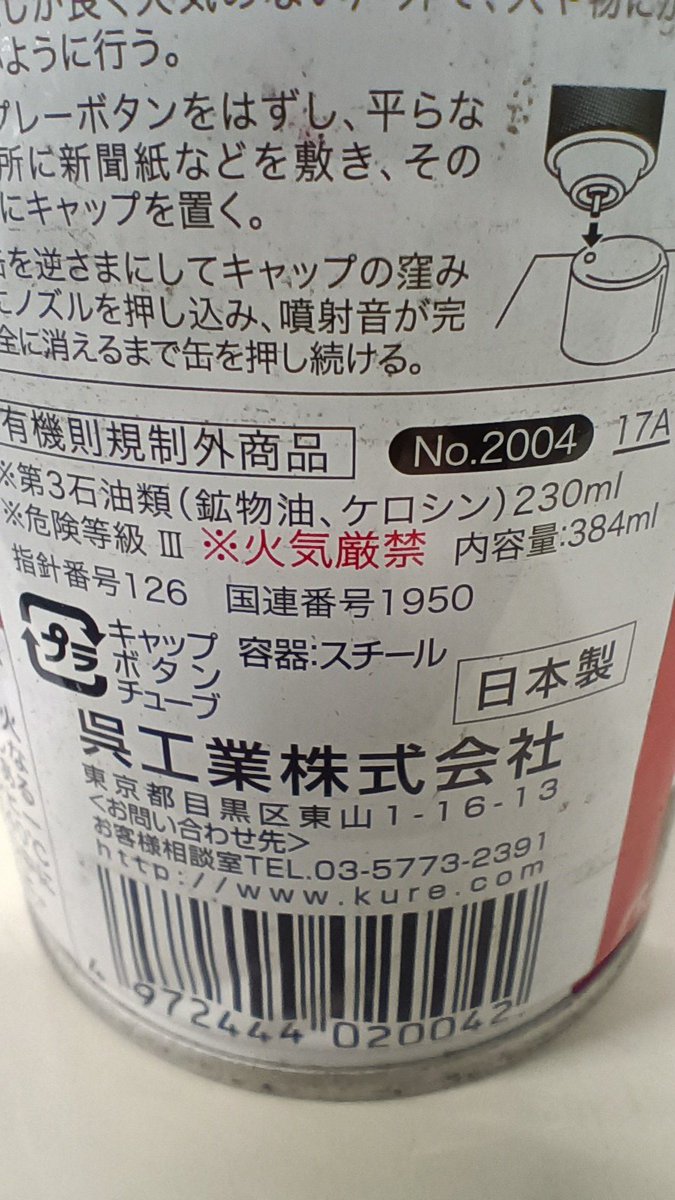 ように行う。
プレーボタンをはずし、平らな
所に新聞紙などを敷き、その
にキャップを置く。
缶を逆さまにしてキャップの窪み
にノズルを押し込み、噴射音が完
全に消えるまで缶を押し続ける。
有機則規制外商品 No.2004 17A
※第3石油類(鉱物油、ケロシン)230ml
※危険等級 Ⅲ ※火気厳禁 内容量:384ml
指針番号126 国連番号1950
プラ キャップ 容器:スチール
ボタン
チューブ
日本製
呉工業株式会社
東京都目黒区東山1-16-13
<お問い合わせ先>
お客様相談室TEL.03-5773-2391
http://www.kure.com
4 972444 020042